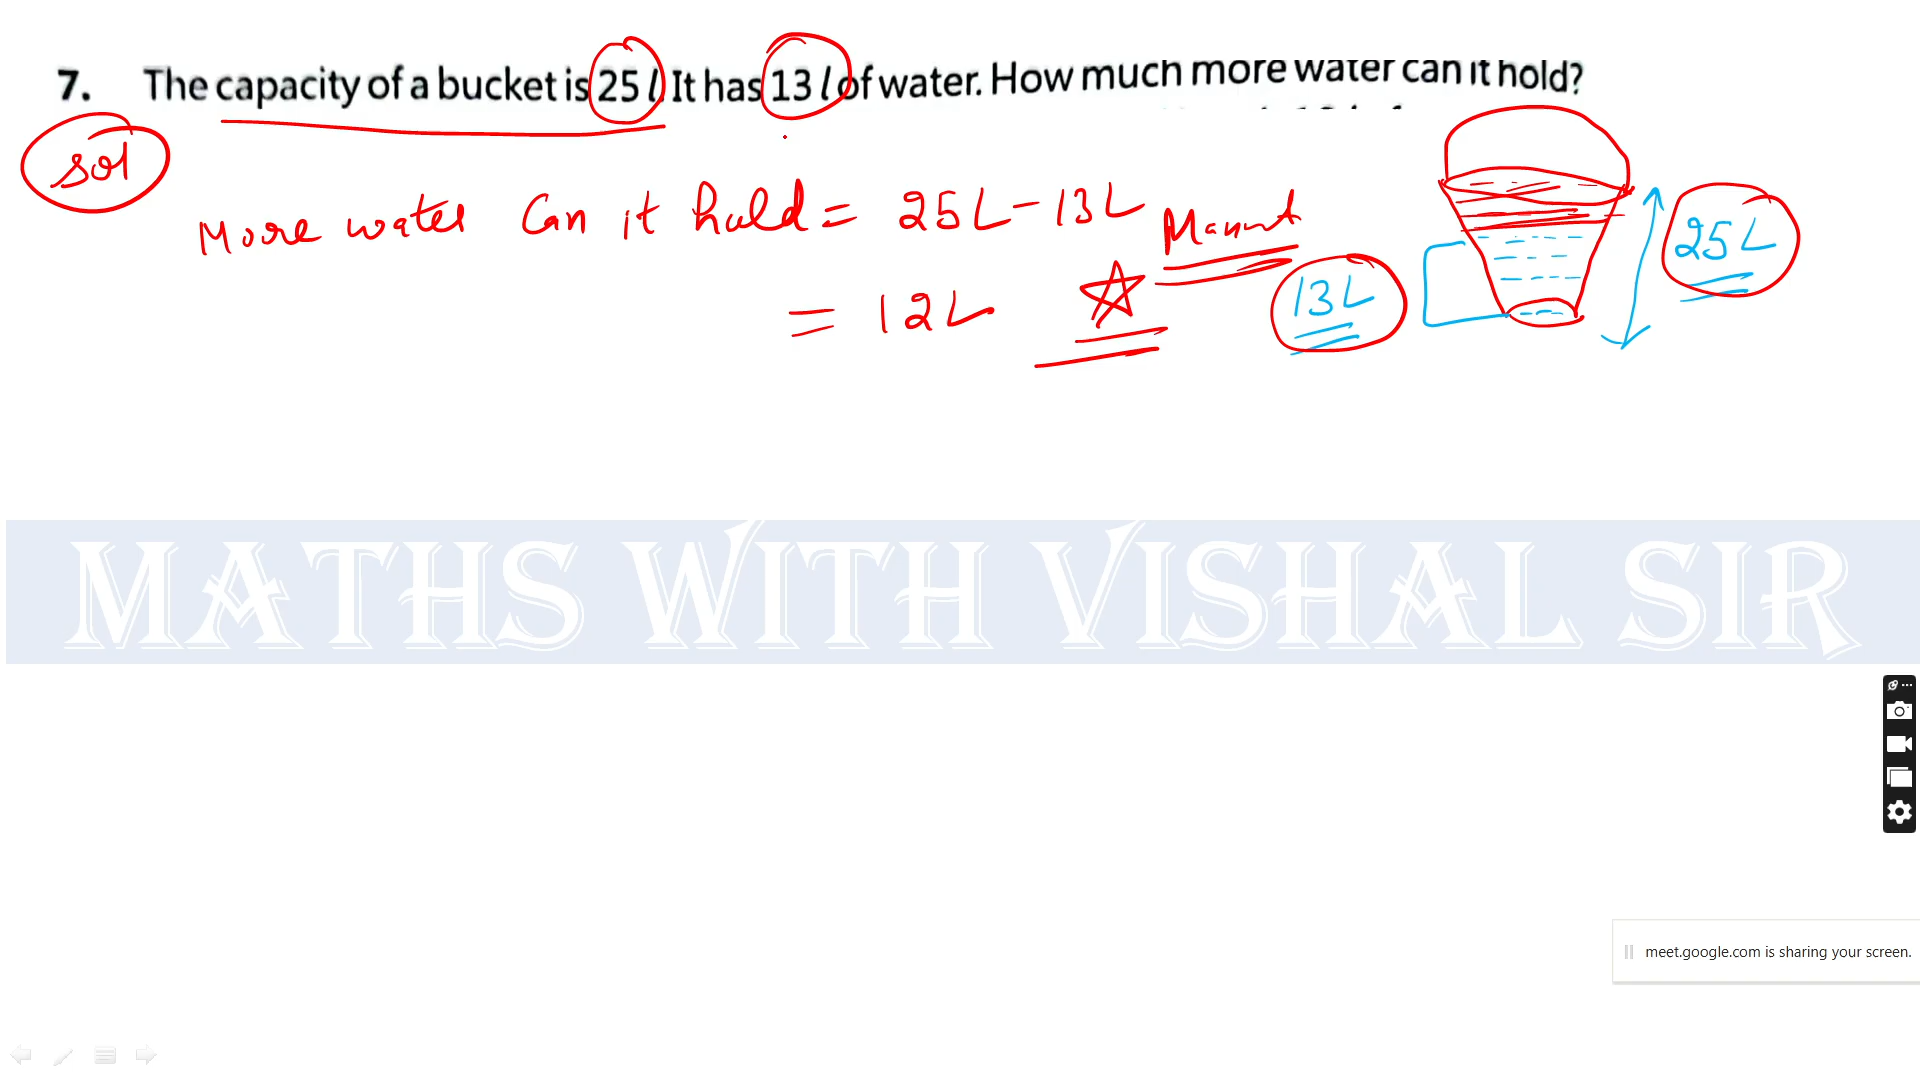 7. The capacity of a bucket is 25 l. It has 13 l of water. How much more water can it hold?
Sol
More water Can it hold = 25L - 13L
= 12L
13L
25L
MATHS WITH VISHAL SIR
meet.google.com is sharing your screen.